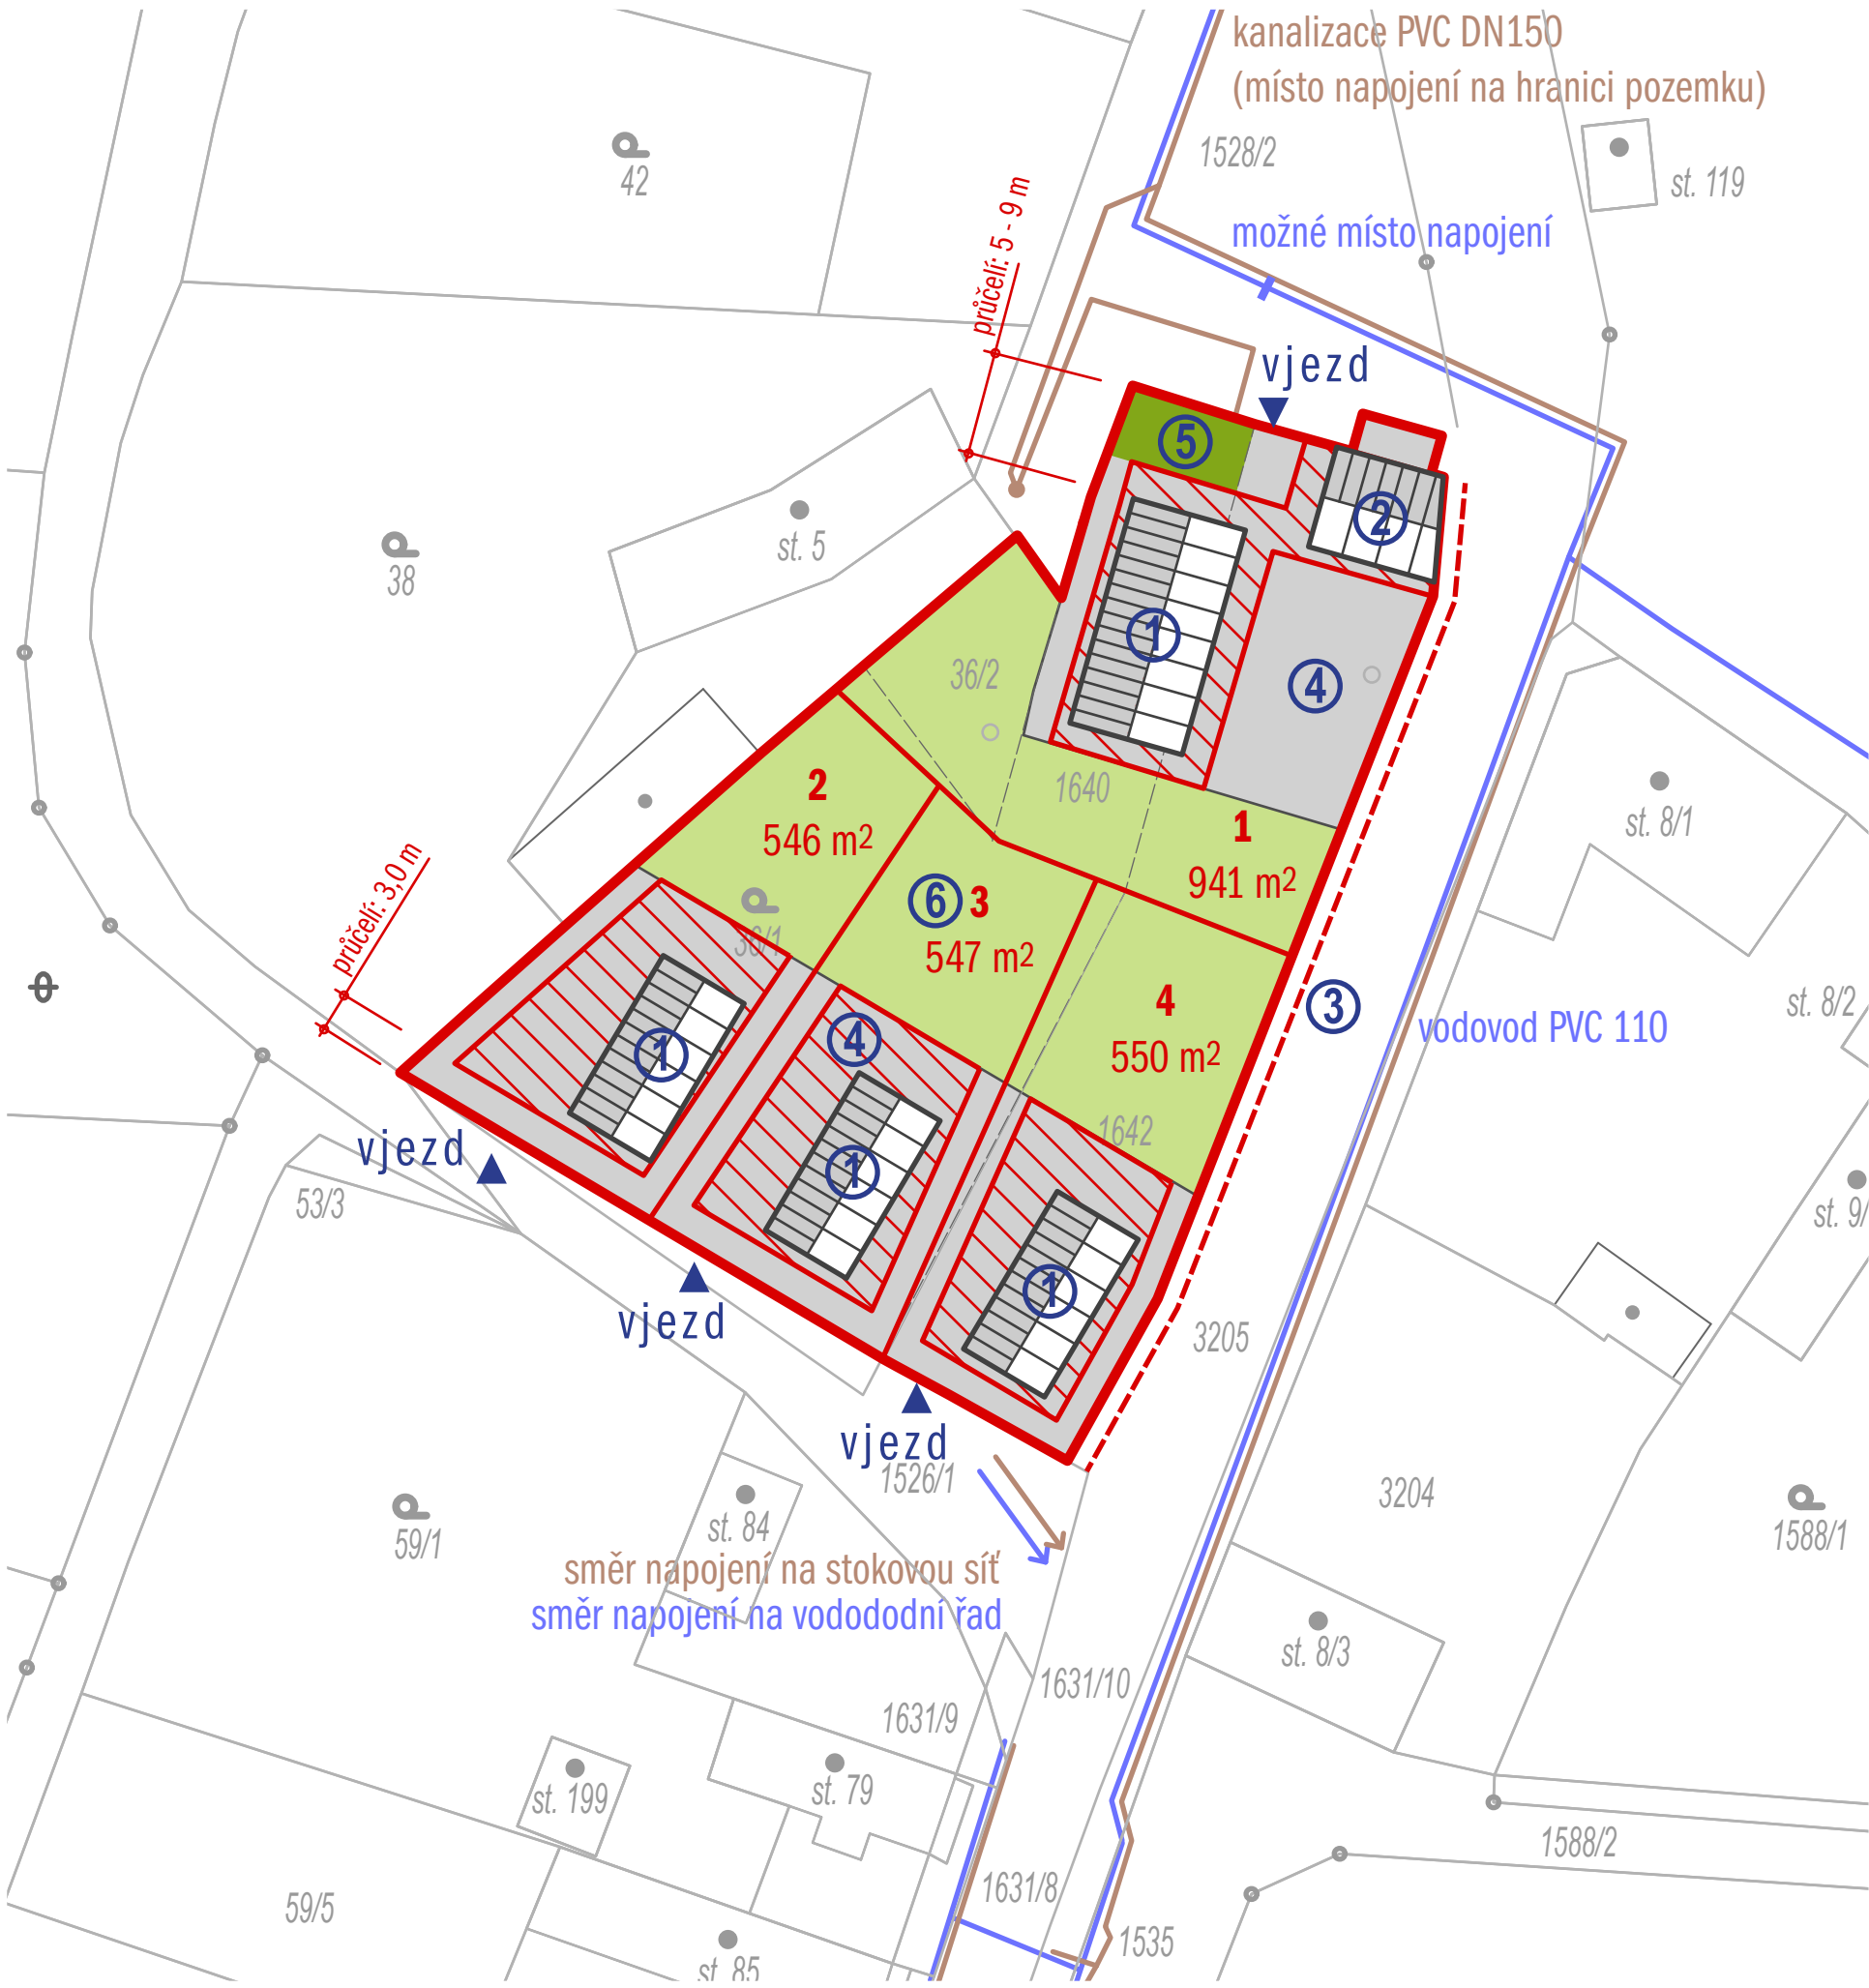 kanalizace PVC DN150
(místo napojení na hranici pozemku)
1528/2
st. 119
42
možné místo napojení
průčelí: 5 - 9 m
vjezd
5
2
st. 5
38
1
36/2
4
1640
2
546 m2
1
941 m2
st. 8/1
6
3
547 m2
36/1
průčelí: 3,0 m
4
550 m2
3
st. 8/2
vodovod PVC 110
4
1
1642
vjezd
53/3
1
st. 9/
1
3205
vjezd
vjezd
1526/1
3204
st. 84
59/1
1588/1
směr napojení na stokovou síť
směr napojení na vodododní řad
st. 8/3
1631/10
1631/9
st. 79
st. 199
1588/2
1631/8
59/5
1535
st. 85